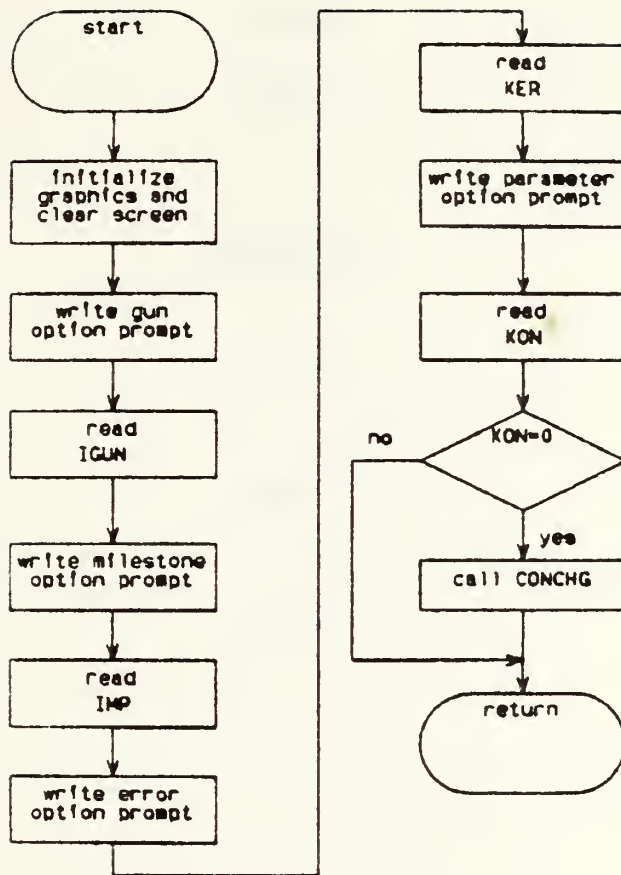 start
initialize
graphics and
clear screen
write gun
option prompt
read
IGUN
write milestone
option prompt
read
IMP
write error
option prompt
read
KER
write parameter
option prompt
read
KON
KON=0
no
yes
call CONCHG
return